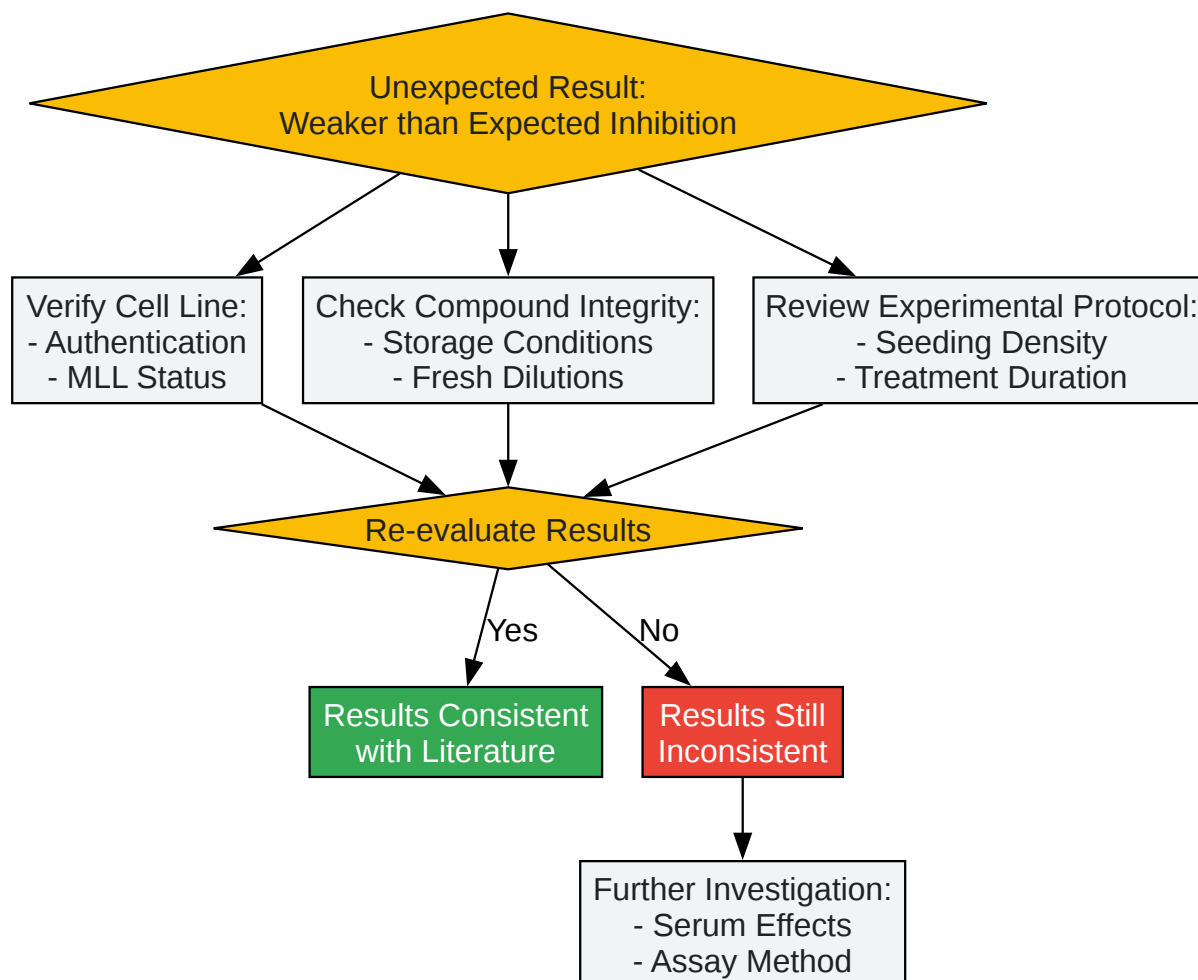 Unexpected Result:
Weaker than Expected Inhibition
Verify Cell Line:
- Authentication
- MLL Status
Check Compound Integrity:
- Storage Conditions
- Fresh Dilutions
Review Experimental Protocol:
- Seeding Density
- Treatment Duration
Re-evaluate Results
Yes
No
Results Consistent
with Literature
Results Still
Inconsistent
Further Investigation:
- Serum Effects
- Assay Method